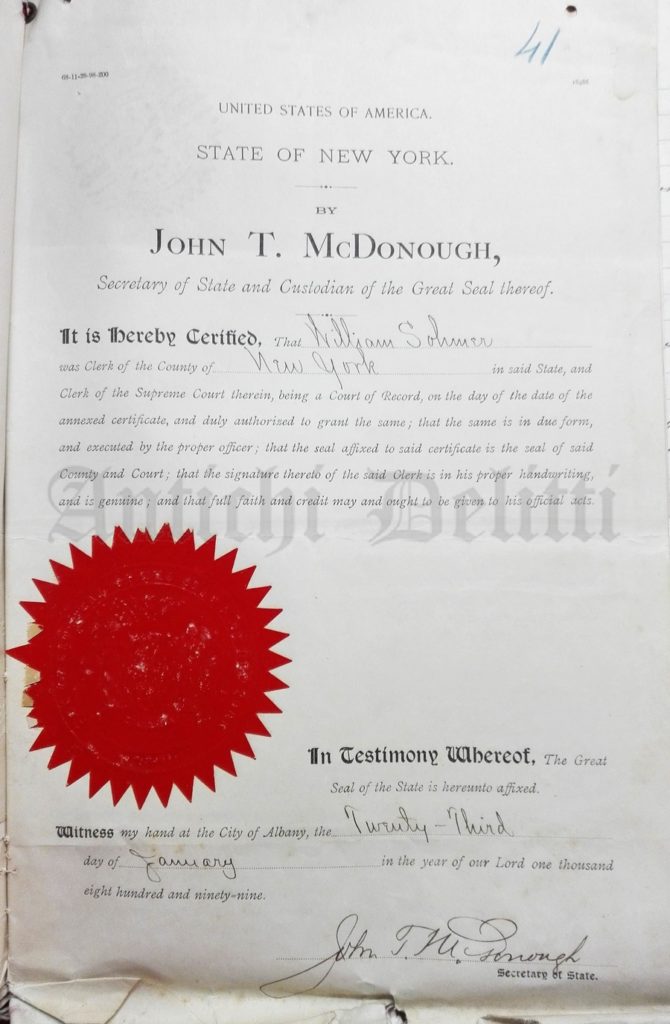 41
68-11-28-98-200
UNITED STATES OF AMERICA.
STATE OF NEW YORK.
BY
JOHN T. MCDONOUGH,
Secretary of State and Custodian of the Great Seal thereof.
It is Hereby Certified, That William Sohmer
was Clerk of the County of New York in said State, and
Clerk of the Supreme Court therein, being a Court of Record, on the day of the date of the
annexed certificate, and duly authorized to grant the same; that the same is in due form,
and executed by the proper officer; that the seal affixed to said certificate is the seal of said
County and Court; that the signature thereto of the said Clerk is in his proper handwriting,
and is genuine; and that full faith and credit may and ought to be given to his official acts.
Amichi Delitti
In Testimony Whereof, The Great
Seal of the State is hereunto affixed.
Witness my hand at the City of Albany, the Twenty-Third
day of January in the year of our Lord one thousand
eight hundred and ninety-nine.
John T. McDonough
Secretary of State.